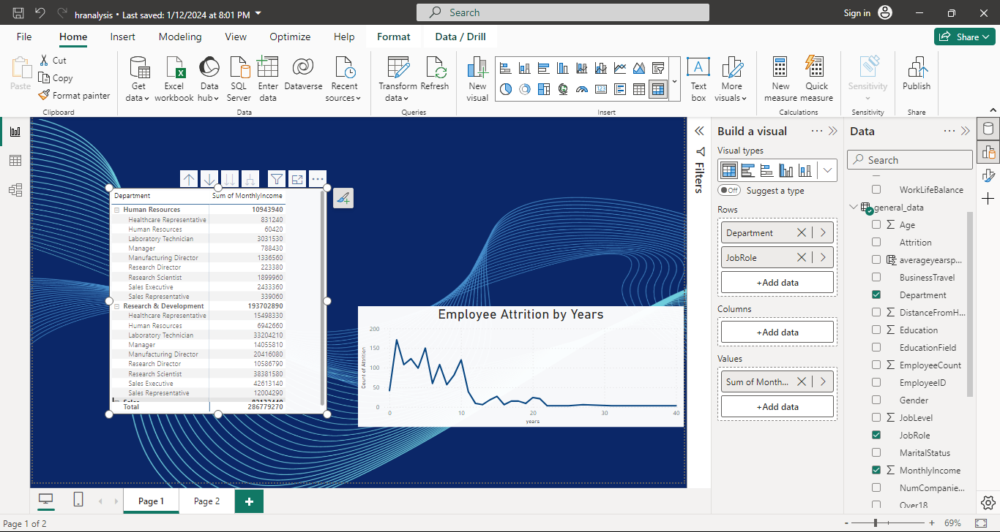 hranalysis • Last saved: 1/12/2024 at 8:01 PM
Search
Sign in
File
Home
Insert
Modeling
View
Optimize
Help
Format
Data / Drill
Share
Paste
Cut
Copy
Format painter
Clipboard
Get data
Excel workbook
Data hub
SQL Server
Enter data
Dataverse
Recent sources
Data
Transform data
Refresh
Queries
New visual
123
A
Text box
More visuals
Insert
New measure
Quick measure
Calculations
Sensitivity
Sensitivity
Publish
Share
Department Sum of MonthlyIncome
Human Resources 10943940
Healthcare Representative 831240
Human Resources 60420
Laboratory Technician 3031530
Manager 788430
Manufacturing Director 1336560
Research Director 223380
Research Scientist 1899960
Sales Executive 2433360
Sales Representative 339060
Research & Development 193702890
Healthcare Representative 15498330
Human Resources 6942660
Laboratory Technician 33204210
Manager 14055810
Manufacturing Director 20416080
Research Director 10586790
Research Scientist 38381580
Sales Executive 42613140
Sales Representative 12004290
Total 286779270
Employee Attrition by Years
Count of Attrition
200
150
100
50
0
0 10 20 30 40
years
Filters
Build a visual
Visual types
Off Suggest a type
Rows
Department
JobRole
+Add data
Columns
+Add data
Values
Sum of Month...
+Add data
Data
Search
WorkLifeBalance
general_data
Age
Attrition
averageyearsp...
BusinessTravel
Department
DistanceFromH...
Education
EducationField
EmployeeCount
EmployeeID
Gender
JobLevel
JobRole
MaritalStatus
MonthlyIncome
NumCompanie...
Over18
Page 1
Page 2
Page 1 of 2
69%